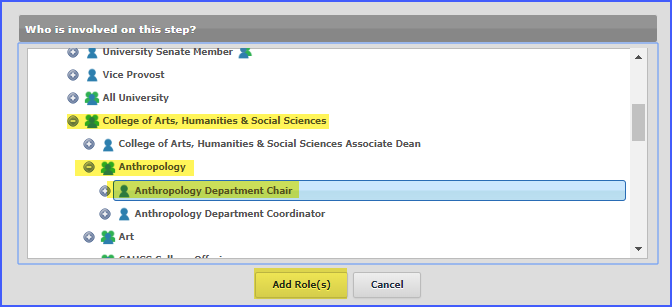 Who is involved on this step?
University Senate Member
Vice Provost
All University
College of Arts, Humanities & Social Sciences
College of Arts, Humanities & Social Sciences Associate Dean
Anthropology
Anthropology Department Chair
Anthropology Department Coordinator
Art
Add Role(s)
Cancel